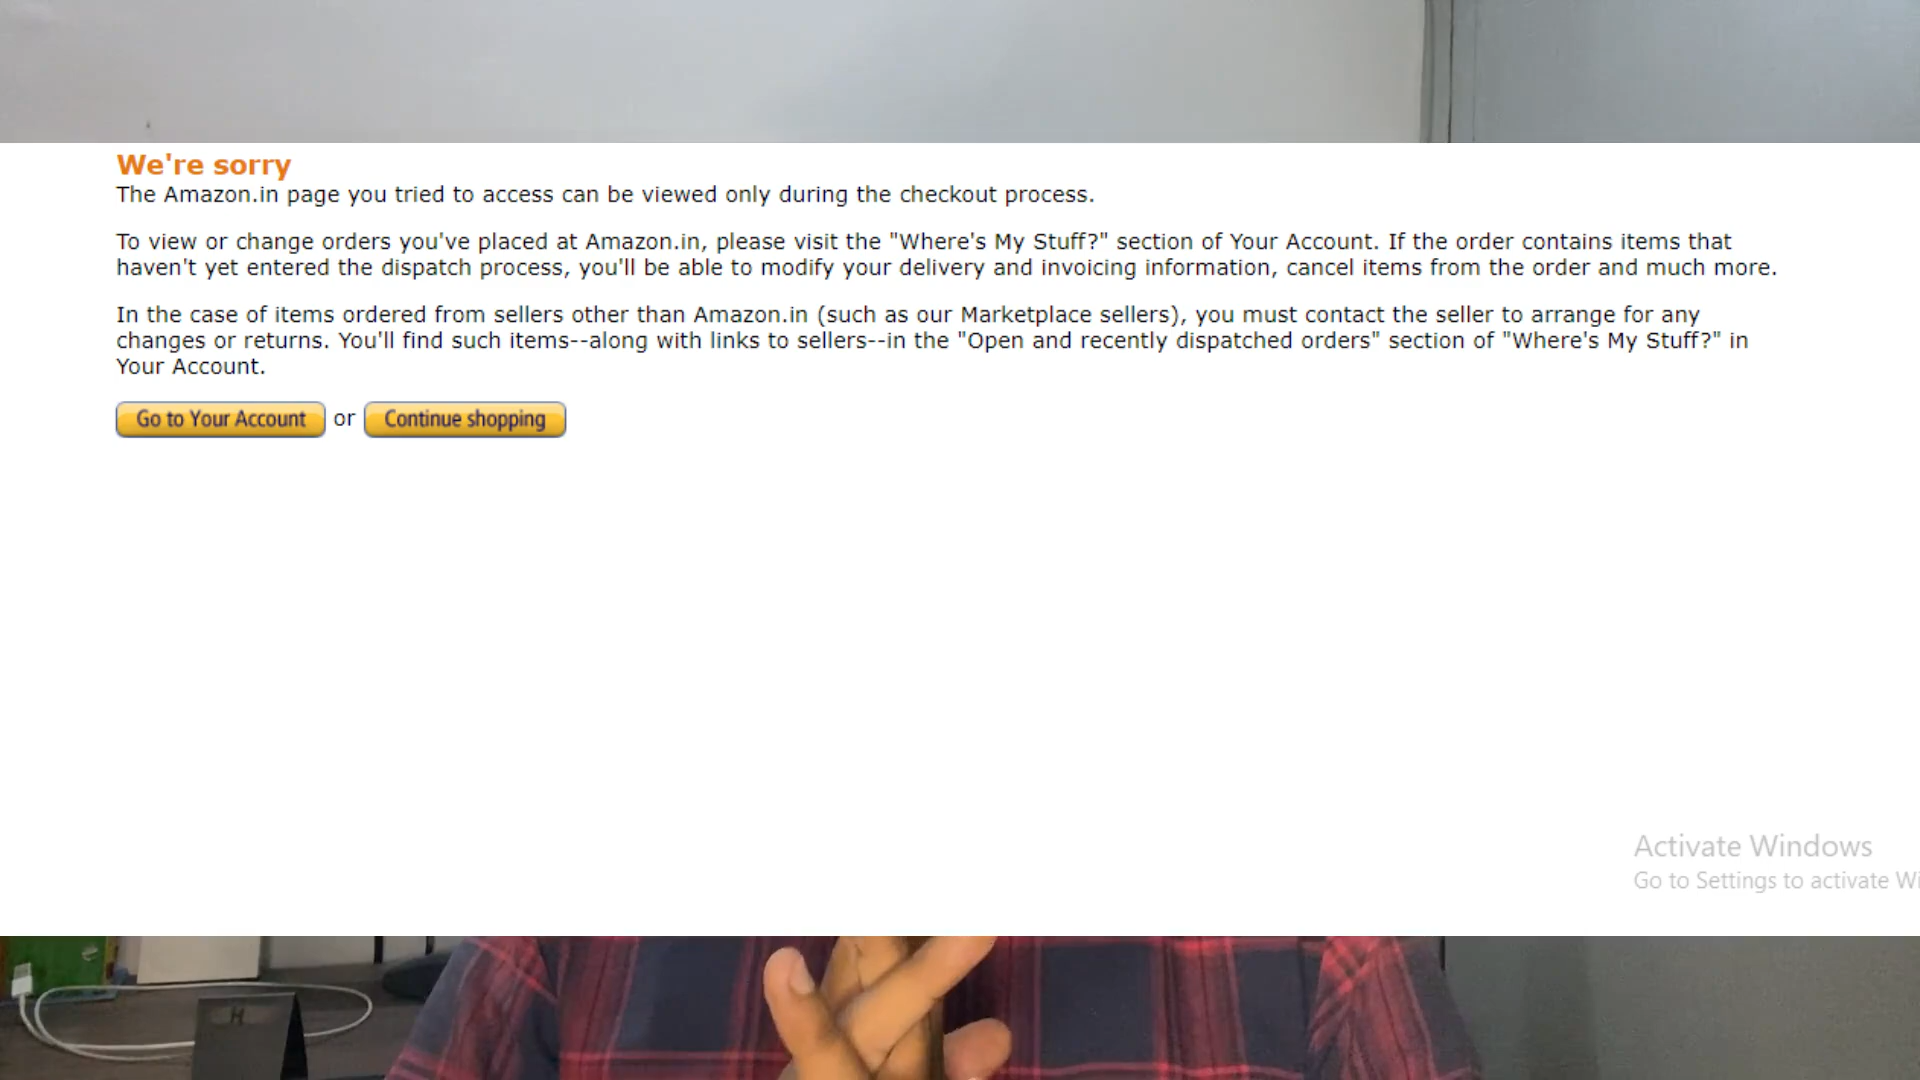 We're sorry
The Amazon.in page you tried to access can be viewed only during the checkout process.
To view or change orders you've placed at Amazon.in, please visit the "Where's My Stuff?" section of Your Account. If the order contains items that
haven't yet entered the dispatch process, you'll be able to modify your delivery and invoicing information, cancel items from the order and much more.
In the case of items ordered from sellers other than Amazon.in (such as our Marketplace sellers), you must contact the seller to arrange for any
changes or returns. You'll find such items--along with links to sellers--in the "Open and recently dispatched orders" section of "Where's My Stuff?" in
Your Account.
Go to Your Account or Continue shopping
Activate Windows
Go to Settings to activate Wi
H